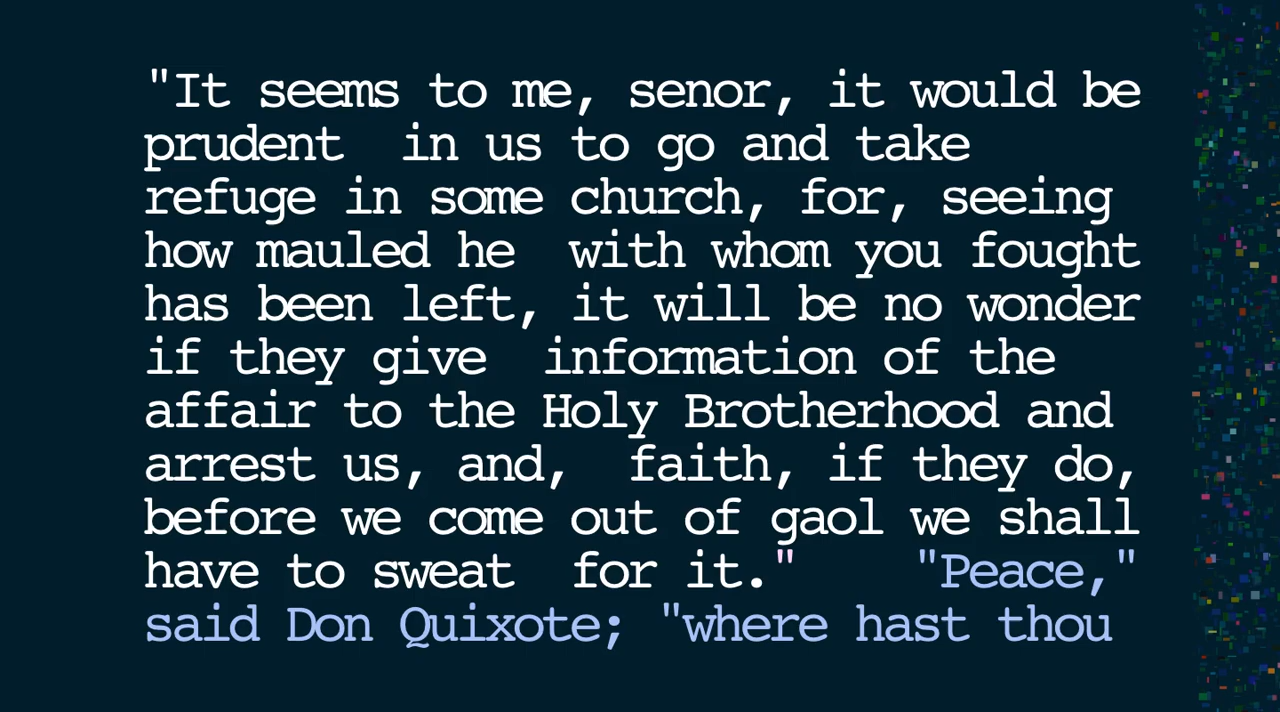 "It seems to me, senor, it would be
prudent  in us to go and take
refuge in some church, for, seeing
how mauled he  with whom you fought
has been left, it will be no wonder
if they give  information of the
affair to the Holy Brotherhood and
arrest us, and,  faith, if they do,
before we come out of gaol we shall
have to sweat  for it."    "Peace,"
said Don Quixote; "where hast thou